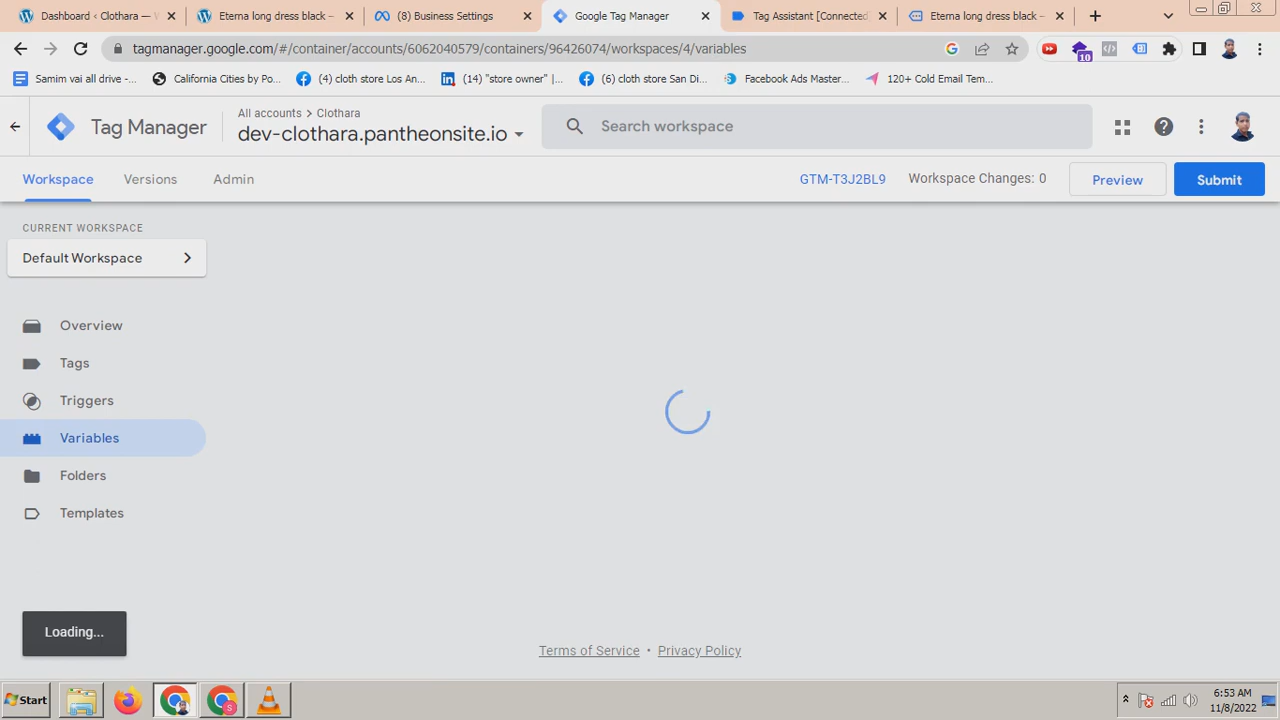 Dashboard ‹ Clothara — W
Eterna long dress black –
(8) Business Settings
Google Tag Manager
Tag Assistant [Connected]
Eterna long dress black –
tagmanager.google.com/#/container/accounts/6062040579/containers/96426074/workspaces/4/variables
10
Samim vai all drive -...
California Cities by Po...
(4) cloth store Los An...
(14) "store owner" |...
(6) cloth store San Di...
Facebook Ads Master...
120+ Cold Email Tem...
All accounts > Clothara
Tag Manager
dev-clothara.pantheonsite.io
Search workspace
Workspace
Versions
Admin
GTM-T3J2BL9
Workspace Changes: 0
Preview
Submit
CURRENT WORKSPACE
Default Workspace
Overview
Tags
Triggers
Variables
Folders
Templates
Loading...
Terms of Service • Privacy Policy
Start
6:53 AM
11/8/2022